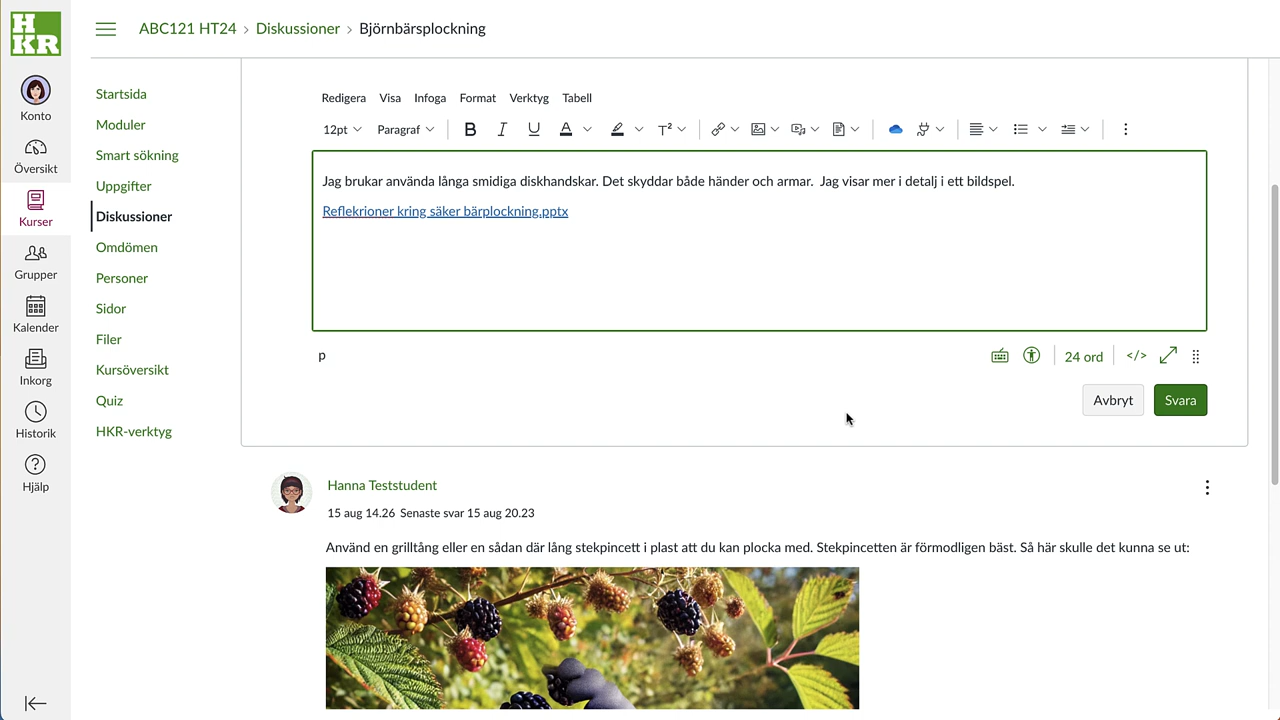 HKR
ABC121 HT24 > Diskussioner > Björnbärsplockning
Konto
Översikt
Kurser
Grupper
Kalender
Inkorg
Historik
Hjälp
Startsida
Moduler
Smart sökning
Uppgifter
Diskussioner
Omdömen
Personer
Sidor
Filer
Kursöversikt
Quiz
HKR-verktyg
Redigera Visa Infoga Format Verktyg Tabell
12pt Paragraf B I U A T²
Jag brukar använda långa smidiga diskhandskar. Det skyddar både händer och armar.  Jag visar mer i detalj i ett bildspel.
Reflekrioner kring säker bärplockning.pptx
p 24 ord </>
Avbryt Svara
Hanna Teststudent
15 aug 14.26 Senaste svar 15 aug 20.23
Använd en grilltång eller en sådan där lång stekpincett i plast att du kan plocka med. Stekpincetten är förmodligen bäst. Så här skulle det kunna se ut: